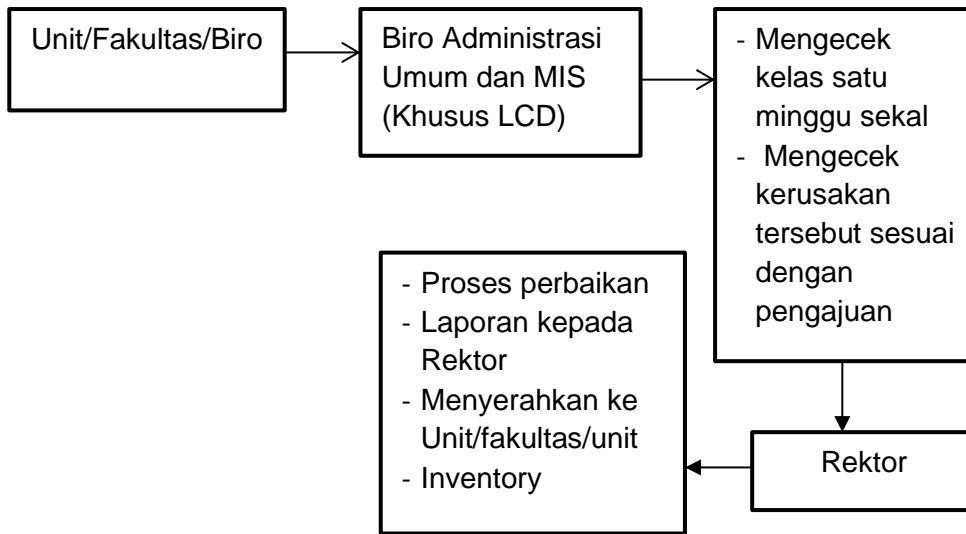 Unit/Fakultas/Biro
Biro Administrasi
Umum dan MIS
(Khusus LCD)
- Mengecek
kelas satu
minggu sekal
- Mengecek
kerusakan
tersebut sesuai
dengan
pengajuan
Rektor
- Proses perbaikan
- Laporan kepada
Rektor
- Menyerahkan ke
Unit/fakultas/unit
- Inventory